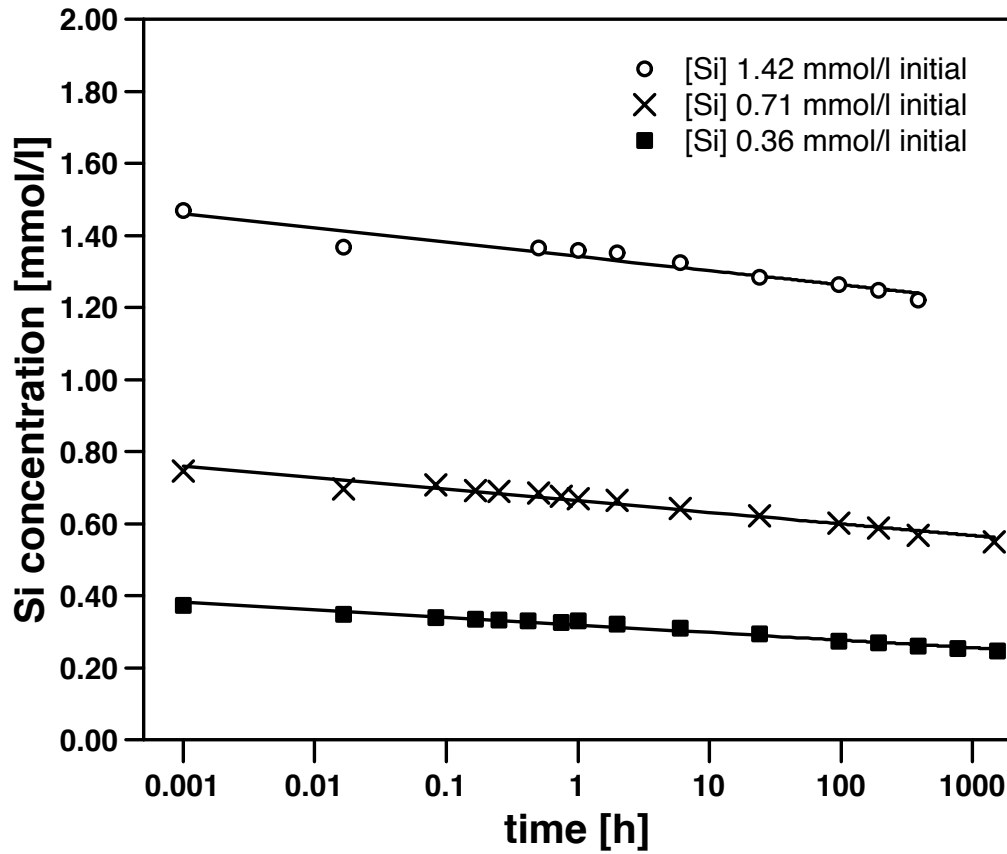 2.00
1.80
1.60
1.40
1.20
1.00
0.80
0.60
0.40
0.20
0.00
Si concentration [mmol/l]
[Si] 1.42 mmol/l initial
[Si] 0.71 mmol/l initial
[Si] 0.36 mmol/l initial
0.001 0.01 0.1 1 10 100 1000
time [h]